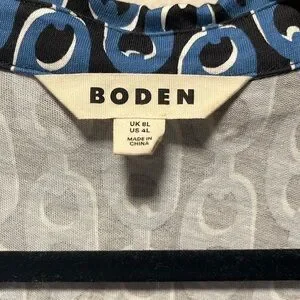 BODEN
UK 8L
US 4L
MADE IN
CHINA